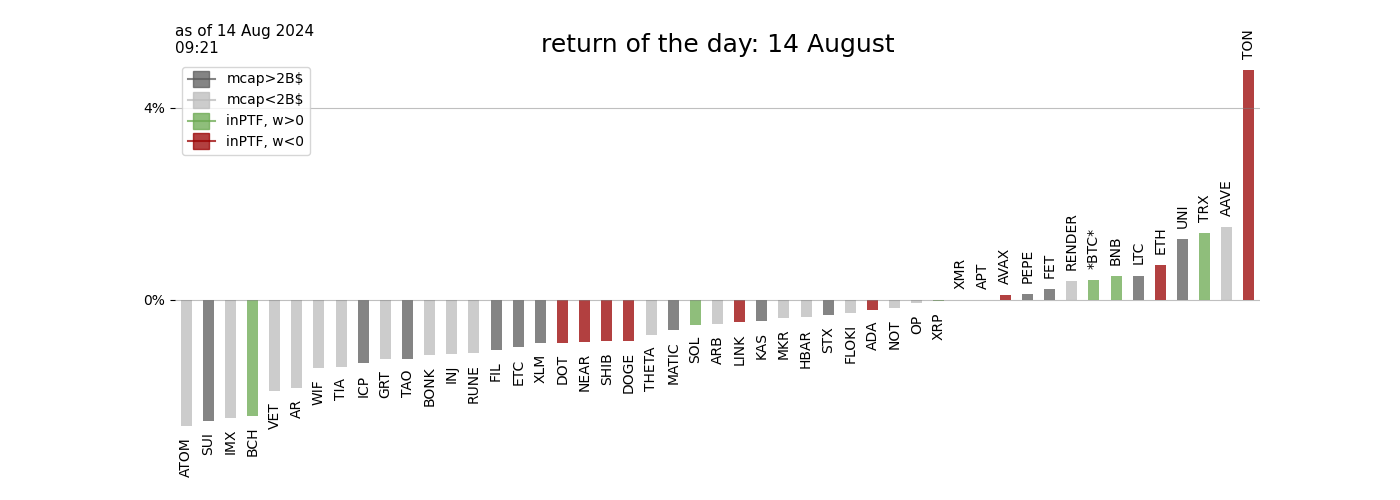 as of 14 Aug 2024
09:21
return of the day: 14 August
mcap>2B$
mcap<2B$
inPTF, w>0
inPTF, w<0
4%
0%
ATOM
SUI
IMX
BCH
VET
AR
WIF
TIA
ICP
GRT
TAO
BONK
INJ
RUNE
FIL
ETC
XLM
DOT
NEAR
SHIB
DOGE
THETA
MATIC
SOL
ARB
LINK
KAS
MKR
HBAR
STX
FLOKI
ADA
NOT
OP
XRP
XMR
APT
AVAX
PEPE
FET
RENDER
*BTC*
BNB
LTC
ETH
UNI
TRX
AAVE
TON